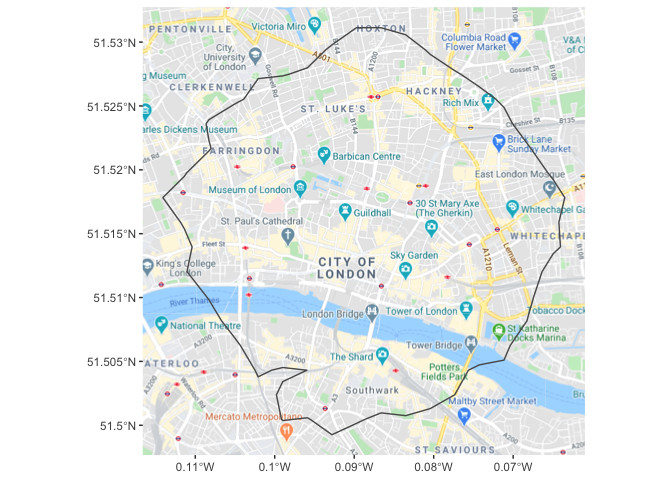 PENTONVILLE
Victoria Miro
HOXTON
B108
Columbia Road
Flower Market
V&A
of C
51.53°N
City,
University
of London
A501
B144
A1200
Gosset St
g Museum
CLERKENWELL
Goswell Rd
HACKNEY
51.525°N
ST. LUKE'S
Rich Mix
B144
Cheshire St
B135
arles Dickens Museum
Brick Lane
Sunday Market
FARRINGDON
Barbican Centre
51.52°N
East London Mosque
Museum of London
A11
30 St Mary Axe
(The Gherkin)
Whitechapel Ga
Guildhall
St. Paul's Cathedral
51.515°N
WHITECHAPE
Fleet St
Leman St
King's College
London
CITY OF
LONDON
Sky Garden
A1210
51.51°N
River Thames
London Bridge
Tower of London
Tobacco Dock
National Theatre
St Katharine
Docks Marina
Tower Bridge
51.505°N
The Shard
A3200
ATERLOO
A3200
Potters
Fields Park
Waterloo Rd
Southwark
A3
Maltby Street Market
Mercato Metropolitano
51.5°N
ST SAVIOURS
0.11°W
0.1°W
0.09°W
0.08°W
0.07°W